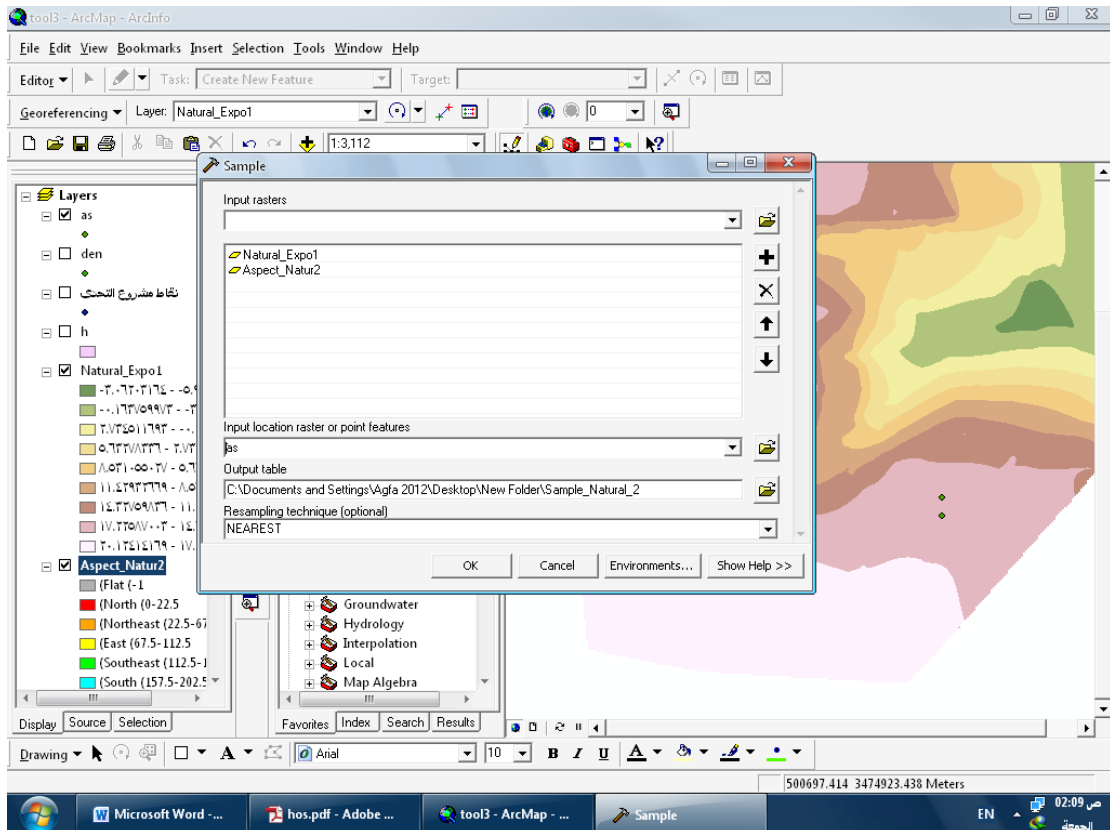 tool3 - ArcMap - ArcInfo
File Edit View Bookmarks Insert Selection Tools Window Help
Editor Task: Create New Feature Target:
Georeferencing Layer: Natural_Expo1 0
1:3,112
Sample
Input rasters
Natural_Expo1
Aspect_Natur2
Input location raster or point features
as
Output table
C:\Documents and Settings\Agfa 2012\Desktop\New Folder\Sample_Natural_2
Resampling technique (optional)
NEAREST
OK Cancel Environments... Show Help >>
Layers
as
den
نقاط مشروع التحدى
h
Natural_Expo1
Aspect_Natur2
(Flat (-1
(North (0-22.5
(Northeast (22.5-67
(East (67.5-112.5
(Southeast (112.5-1
(South (157.5-202.5
Groundwater
Hydrology
Interpolation
Local
Map Algebra
Display Source Selection
Favorites Index Search Results
Drawing A Arial 10 B I U A
500697.414 3474923.438 Meters
Microsoft Word -... hos.pdf - Adobe ... tool3 - ArcMap - ... Sample EN 02:09 ص
الجمعة